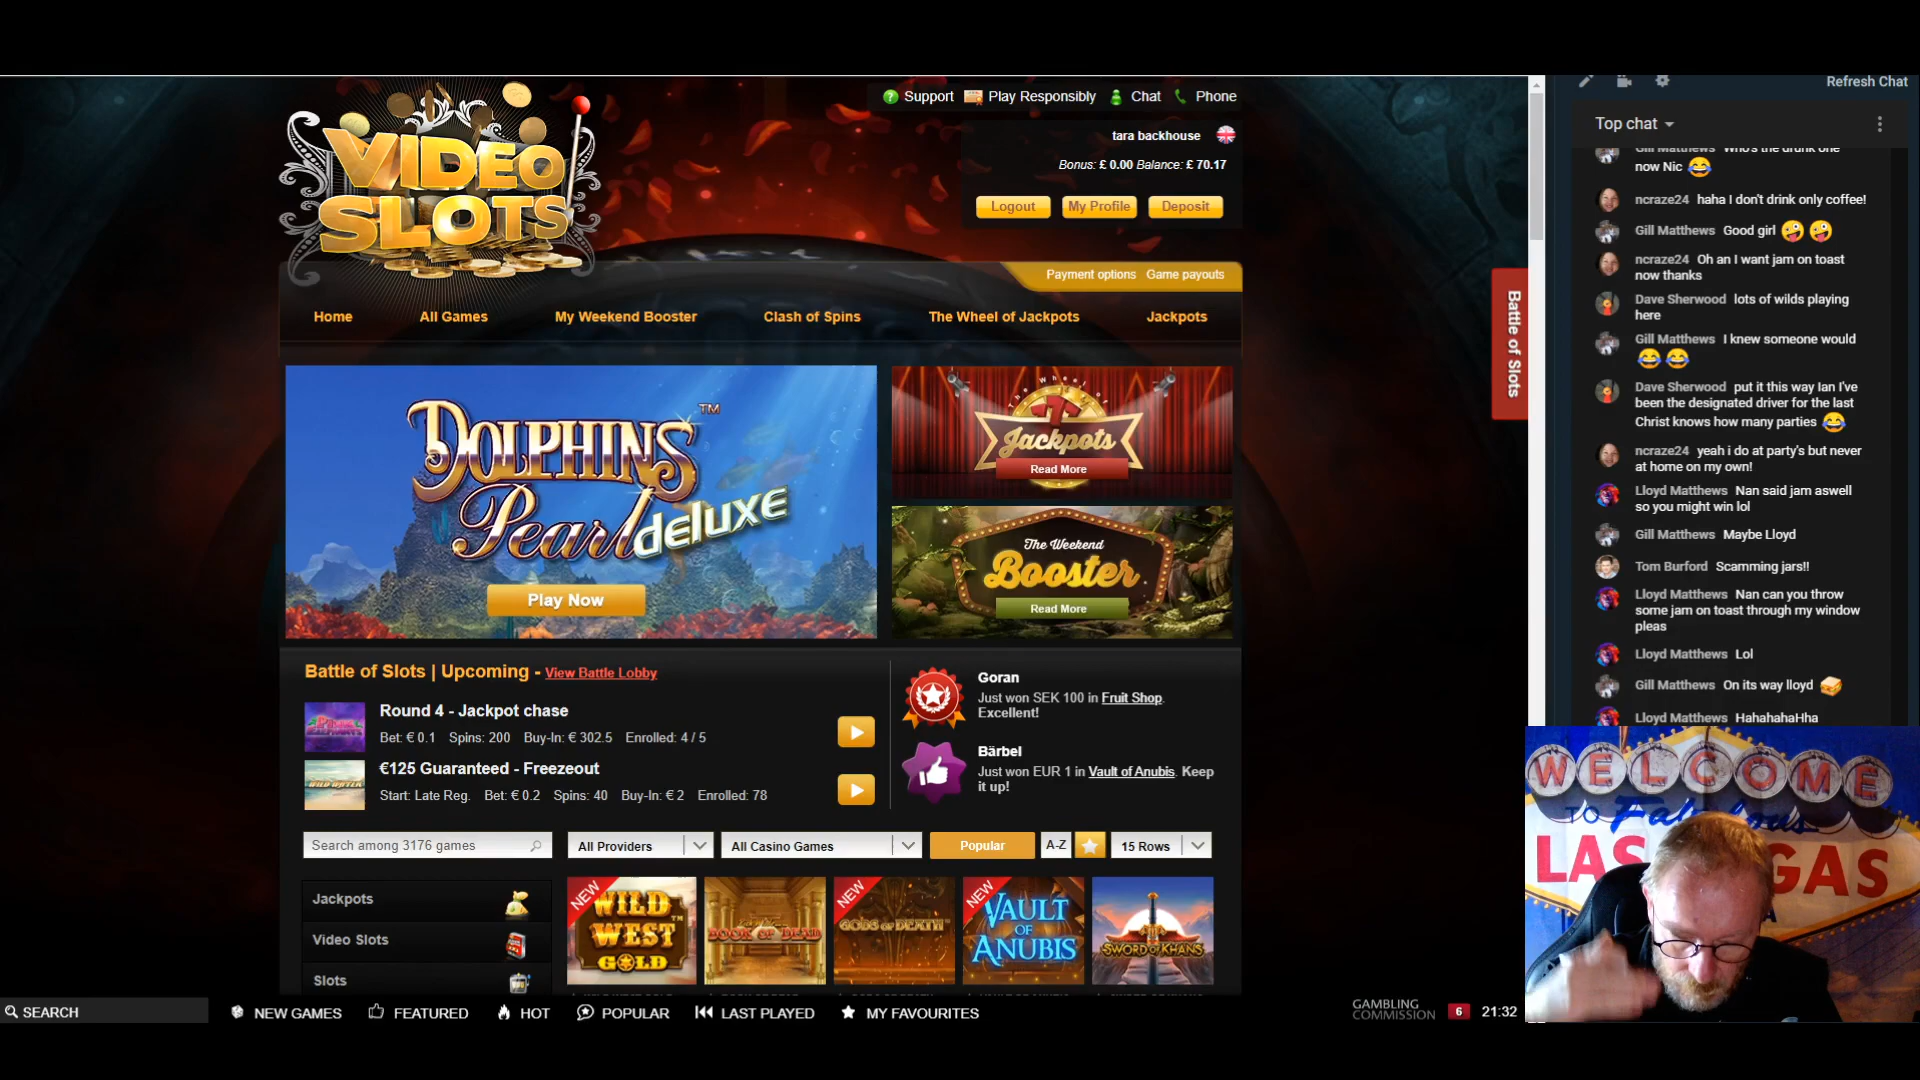 Support Play Responsibly Chat Phone
tara backhouse
Bonus: £ 0.00 Balance: £ 70.17
Logout My Profile Deposit
VIDEO
SLOTS
Payment options Game payouts
Home All Games My Weekend Booster Clash of Spins The Wheel of Jackpots Jackpots
DOLPHINS™
Pearl deluxe
Play Now
The Wheel of
Jackpots
Read More
The Weekend
Booster
Read More
Battle of Slots
Battle of Slots | Upcoming - View Battle Lobby
Round 4 - Jackpot chase
Bet: € 0.1 Spins: 200 Buy-In: € 302.5 Enrolled: 4 / 5
€125 Guaranteed - Freezeout
Start: Late Reg. Bet: € 0.2 Spins: 40 Buy-In: € 2 Enrolled: 78
Goran
Just won SEK 100 in Fruit Shop.
Excellent!
Bärbel
Just won EUR 1 in Vault of Anubis. Keep
it up!
Search among 3176 games All Providers All Casino Games Popular A-Z 15 Rows
Jackpots
Video Slots
Slots
NEW
WILD
WEST
GOLD
BOOK OF DEAD
NEW
GODS OF DEATH
NEW
VAULT
OF
ANUBIS
SWORD OF KHANS
SEARCH NEW GAMES FEATURED HOT POPULAR LAST PLAYED MY FAVOURITES
GAMBLING
COMMISSION
6 21:32
Refresh Chat
Top chat
Gill Matthews Who's the drunk one
now Nic 😂
ncraze24 haha I don't drink only coffee!
Gill Matthews Good girl 🤪 🤪
ncraze24 Oh an I want jam on toast
now thanks
Dave Sherwood lots of wilds playing
here
Gill Matthews I knew someone would
😂 😂
Dave Sherwood put it this way Ian I've
been the designated driver for the last
Christ knows how many parties 😂
ncraze24 yeah i do at party's but never
at home on my own!
Lloyd Matthews Nan said jam aswell
so you might win lol
Gill Matthews Maybe Lloyd
Tom Burford Scamming jars!!
Lloyd Matthews Nan can you throw
some jam on toast through my window
pleas
Lloyd Matthews Lol
Gill Matthews On its way lloyd 🥪
Lloyd Matthews HahahahaHha
WELCOME
TO Fabulous
LAS VEGAS